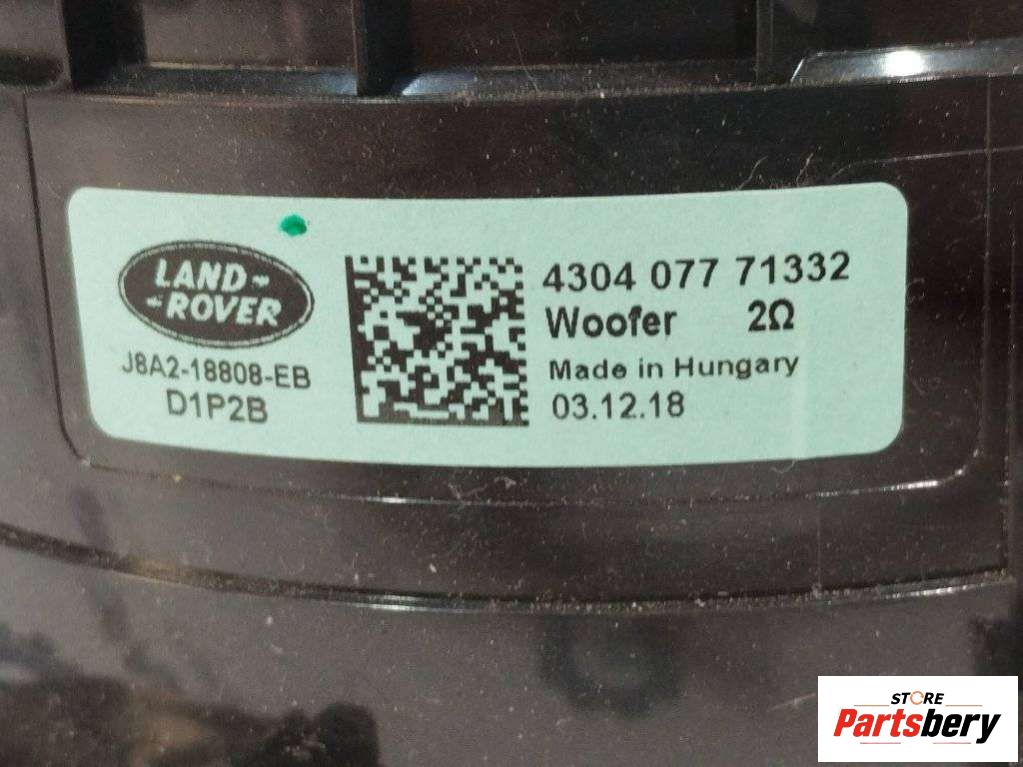 LAND-
-ROVER
J8A2-18808-EB
D1P2B
4304 077 71332
Woofer 2Ω
Made in Hungary
03.12.18
STORE
Partsbery